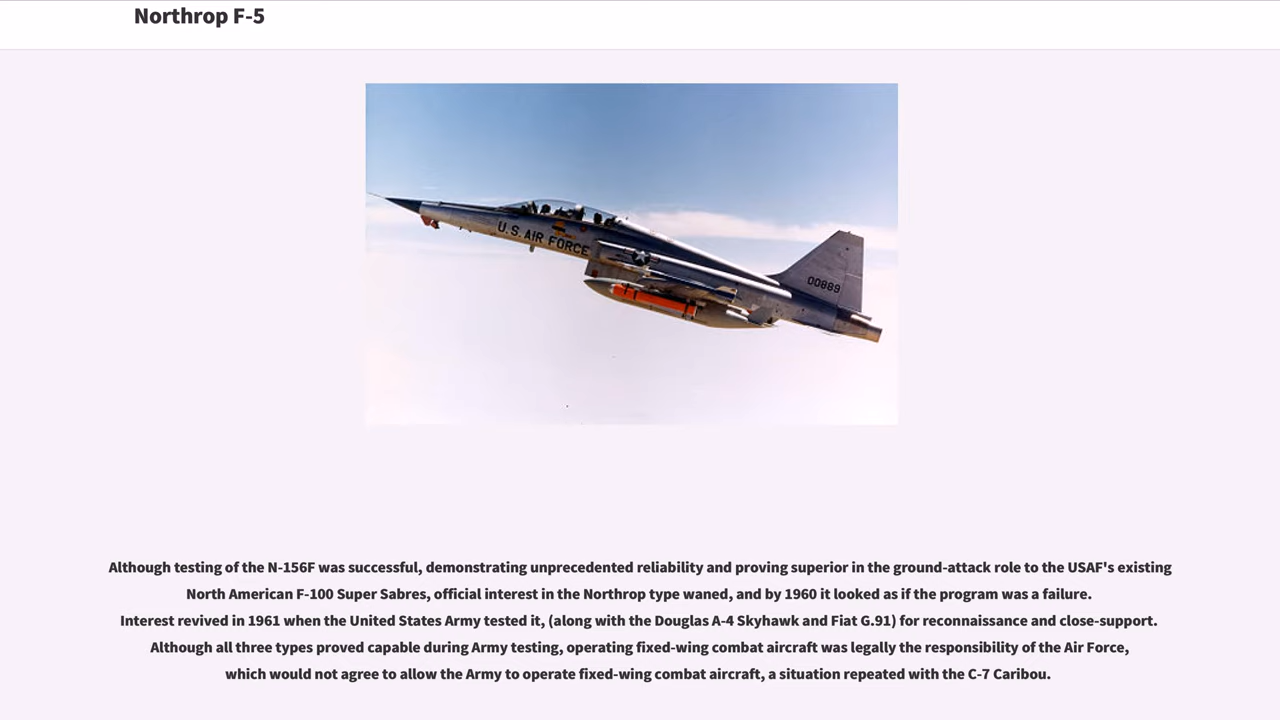 Northrop F-5
U.S. AIR FORCE
00889
Although testing of the N-156F was successful, demonstrating unprecedented reliability and proving superior in the ground-attack role to the USAF's existing
North American F-100 Super Sabres, official interest in the Northrop type waned, and by 1960 it looked as if the program was a failure.
Interest revived in 1961 when the United States Army tested it, (along with the Douglas A-4 Skyhawk and Fiat G.91) for reconnaissance and close-support.
Although all three types proved capable during Army testing, operating fixed-wing combat aircraft was legally the responsibility of the Air Force,
which would not agree to allow the Army to operate fixed-wing combat aircraft, a situation repeated with the C-7 Caribou.